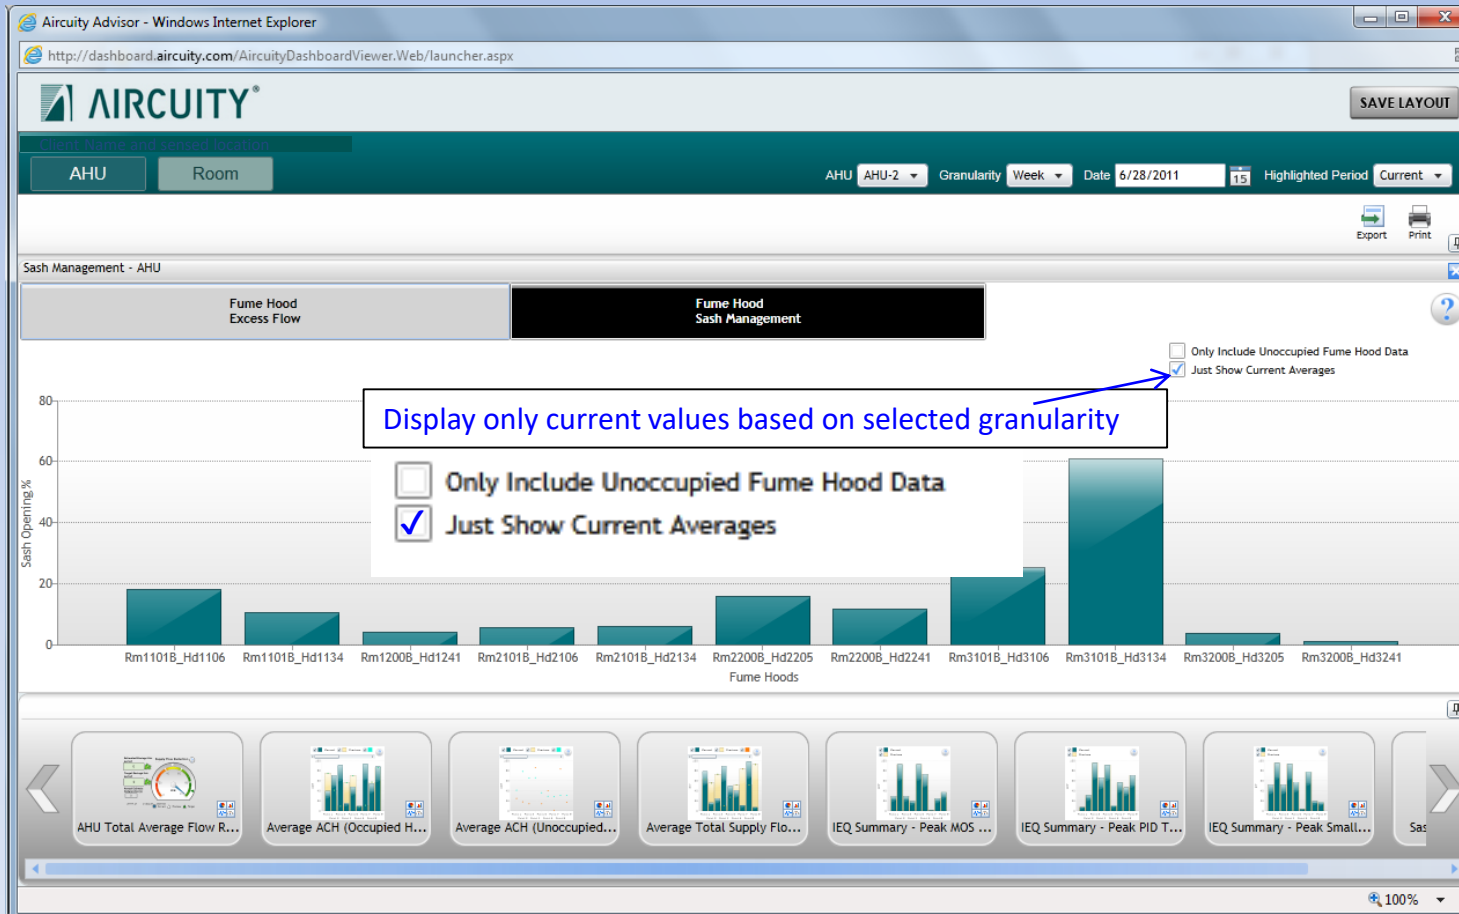 Aircuity Advisor - Windows Internet Explorer
http://dashboard.aircuity.com/AircuityDashboardViewer.Web/launcher.aspx
AIRCUITY®
SAVE LAYOUT
Client Name and sensed location
AHU
Room
AHU AHU-2 Granularity Week Date 6/28/2011 15 Highlighted Period Current
Export Print
Sash Management - AHU
Fume Hood
Excess Flow
Fume Hood
Sash Management
?
Only Include Unoccupied Fume Hood Data
Just Show Current Averages
Display only current values based on selected granularity
Only Include Unoccupied Fume Hood Data
Just Show Current Averages
80
60
40
20
0
Sash Opening,%
Rm1101B_Hd1106 Rm1101B_Hd1134 Rm1200B_Hd1241 Rm2101B_Hd2106 Rm2101B_Hd2134 Rm2200B_Hd2205 Rm2200B_Hd2241 Rm3101B_Hd3106 Rm3101B_Hd3134 Rm3200B_Hd3205 Rm3200B_Hd3241
Fume Hoods
AHU Total Average Flow R...
Average ACH (Occupied H...
Average ACH (Unoccupied...
Average Total Supply Flo...
IEQ Summary - Peak MOS ...
IEQ Summary - Peak PID T...
IEQ Summary - Peak Small...
Sas
100%